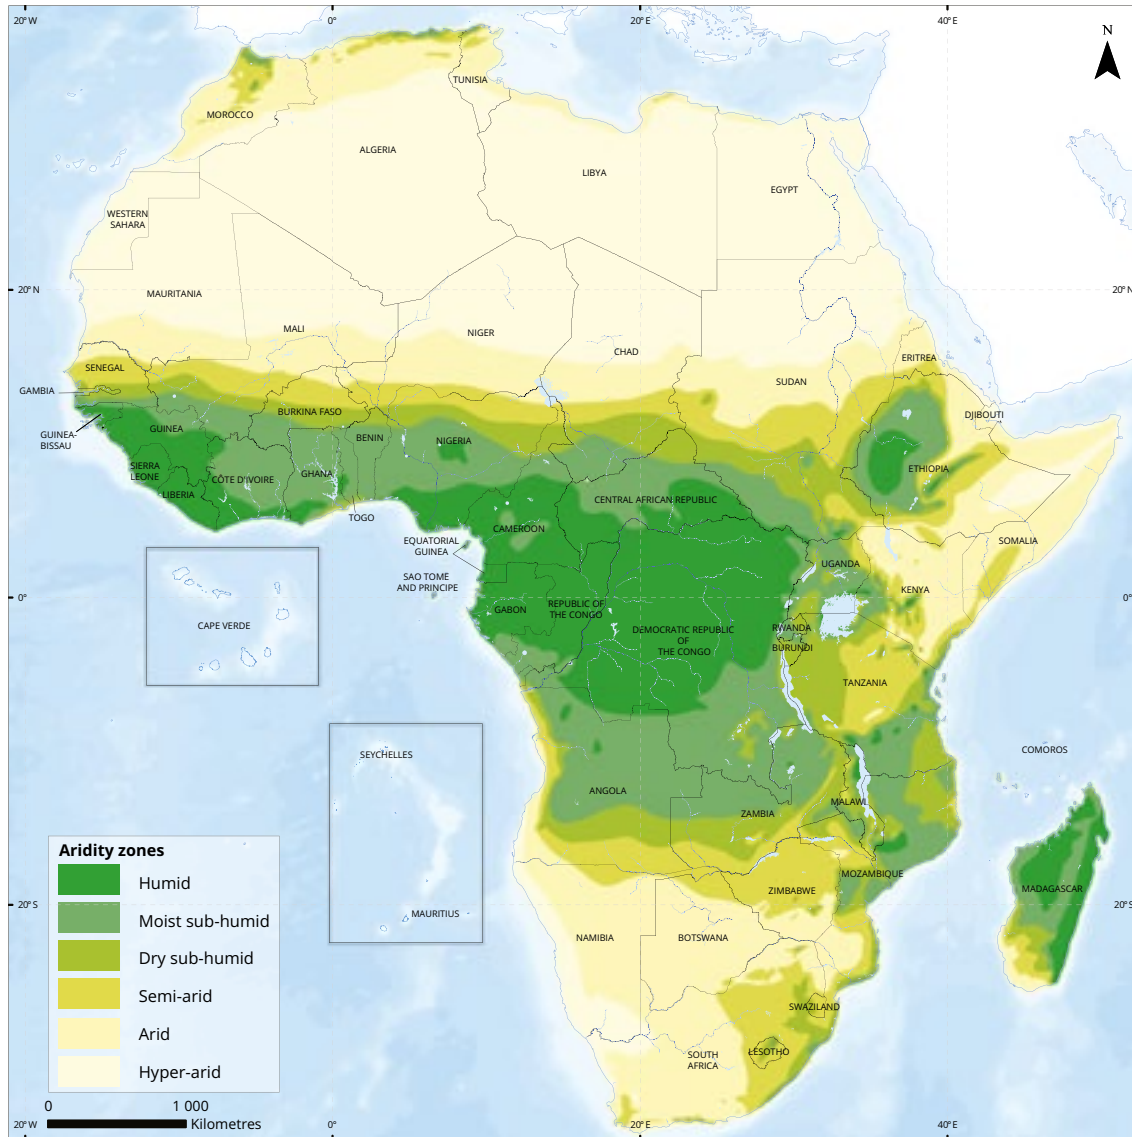 20° W
0°
20° E
40° E
N
TUNISIA
MOROCCO
ALGERIA
LIBYA
EGYPT
WESTERN
SAHARA
20° N
20° N
MAURITANIA
MALI
NIGER
CHAD
SUDAN
ERITREA
SENEGAL
GAMBIA
BURKINA FASO
DJIBOUTI
GUINEA-
BISSAU
GUINEA
BENIN
NIGERIA
SIERRA
LEONE
CÔTE D'IVOIRE
GHANA
ETHIOPIA
LIBERIA
CENTRAL AFRICAN REPUBLIC
TOGO
CAMEROON
EQUATORIAL
GUINEA
SOMALIA
UGANDA
SAO TOME
AND PRINCIPE
KENYA
0°
0°
GABON
REPUBLIC OF
THE CONGO
CAPE VERDE
DEMOCRATIC REPUBLIC
OF
THE CONGO
RWANDA
BURUNDI
TANZANIA
SEYCHELLES
COMOROS
ANGOLA
MALAWI
ZAMBIA
MOZAMBIQUE
ZIMBABWE
MADAGASCAR
20° S
20° S
MAURITIUS
NAMIBIA
BOTSWANA
SWAZILAND
LESOTHO
SOUTH
AFRICA
Aridity zones
Humid
Moist sub-humid
Dry sub-humid
Semi-arid
Arid
Hyper-arid
0
1 000
Kilometres
20° W
0°
20° E
40° E